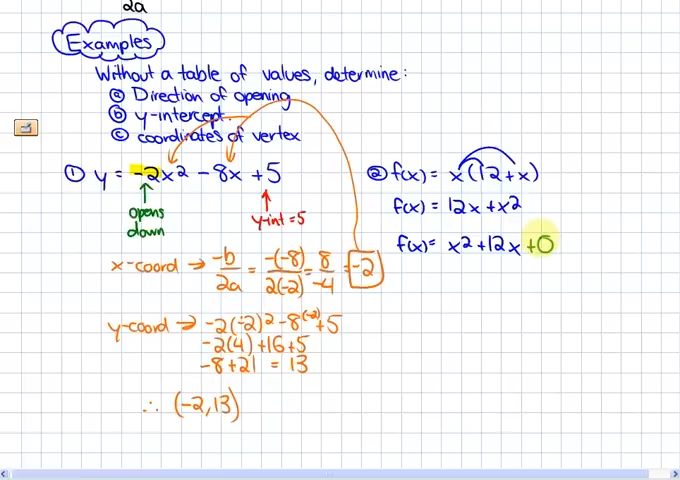 2a
Examples
Without a table of values, determine:
ⓐ Direction of opening
ⓑ y-intercept
ⓒ coordinates of vertex
① y = -2x² - 8x + 5
opens
down
y-int = 5
x-coord → -b/2a = -(-8)/2(-2) = 8/-4 = -2
y-coord → -2(-2)² - 8(-2) + 5
-2(4) + 16 + 5
-8 + 21 = 13
∴ (-2, 13)
② f(x) = x(12 + x)
f(x) = 12x + x²
f(x) = x² + 12x + 0